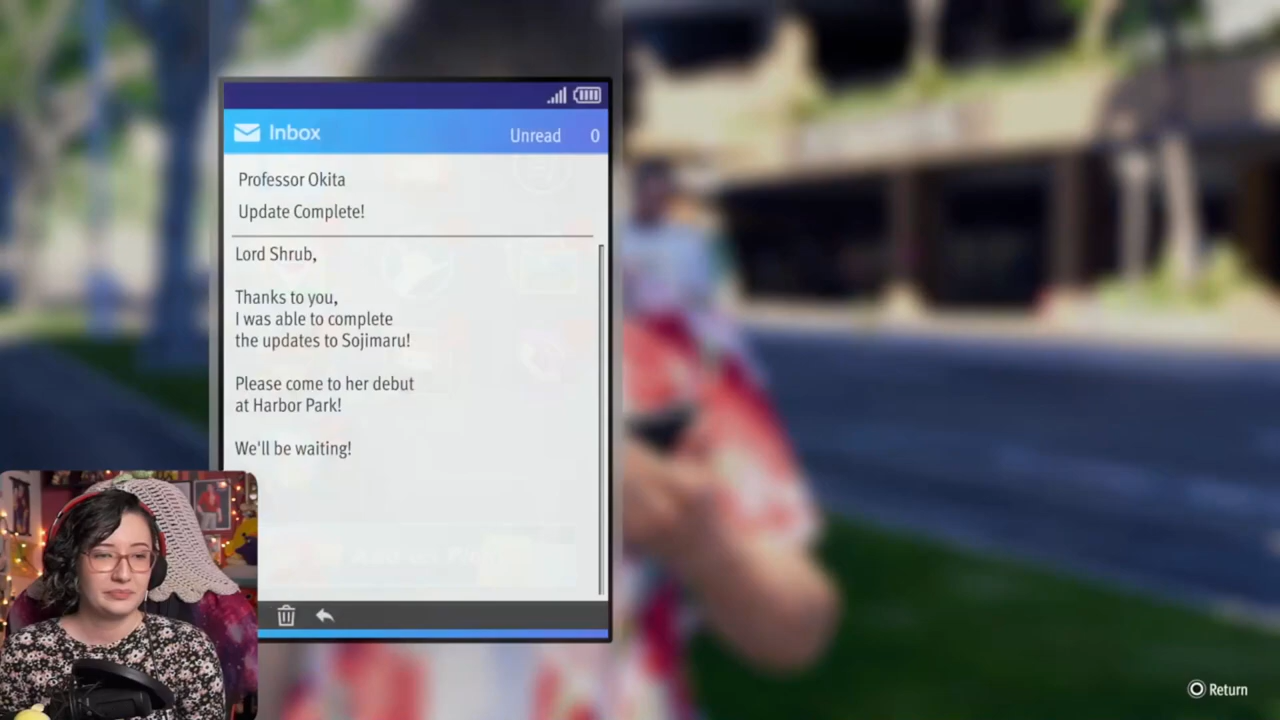 Inbox
Unread 0
Professor Okita
Update Complete!
Lord Shrub,
Thanks to you,
I was able to complete
the updates to Sojimaru!
Please come to her debut
at Harbor Park!
We'll be waiting!
Return